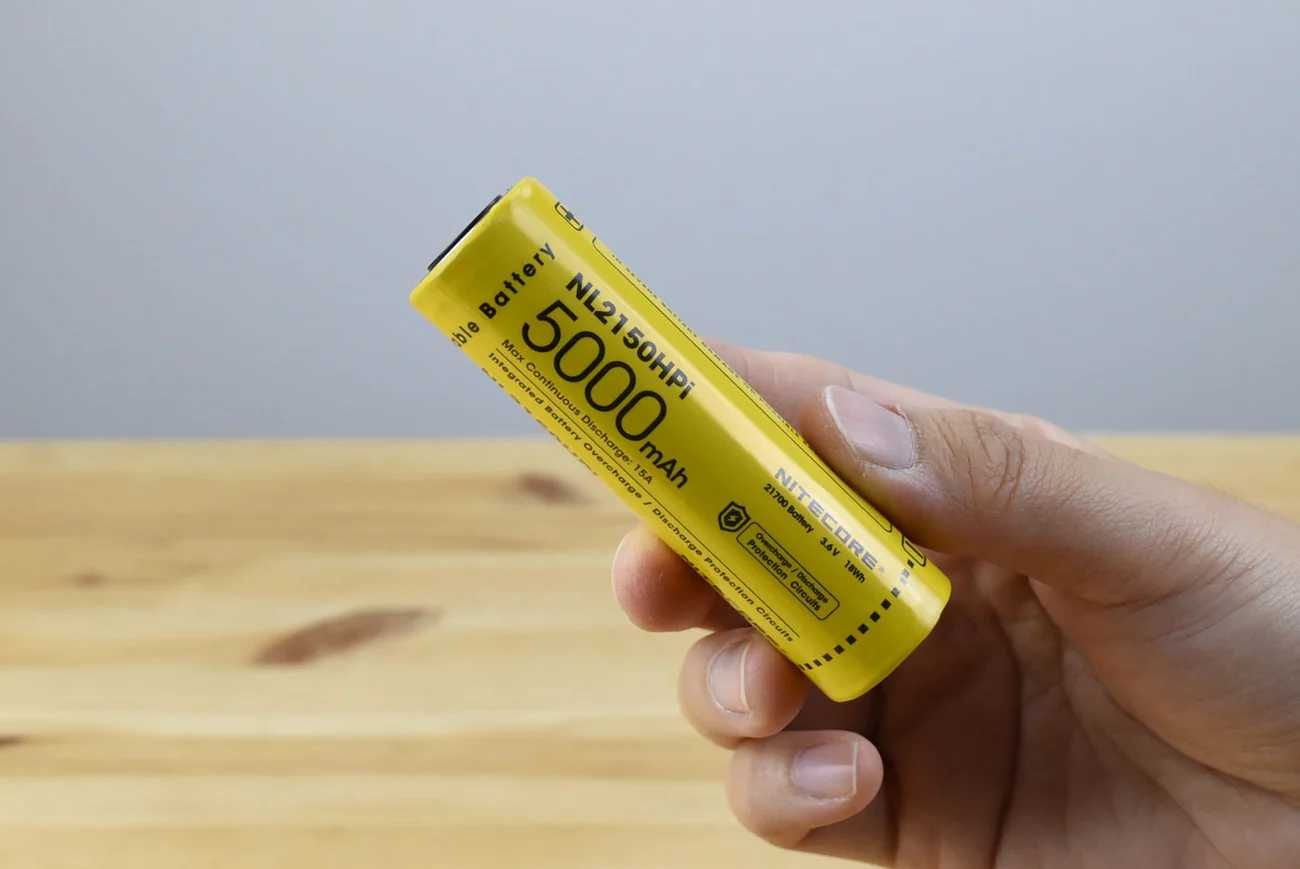 ble Battery
NL2150HPi
5000mAh
Max Continuous Discharge: 15A
Integrated Battery Overcharge / Discharge Protection Circuits
NITECORE®
21700 Battery 3.6V 18Wh
Overcharge / Discharge
Protection Circuits